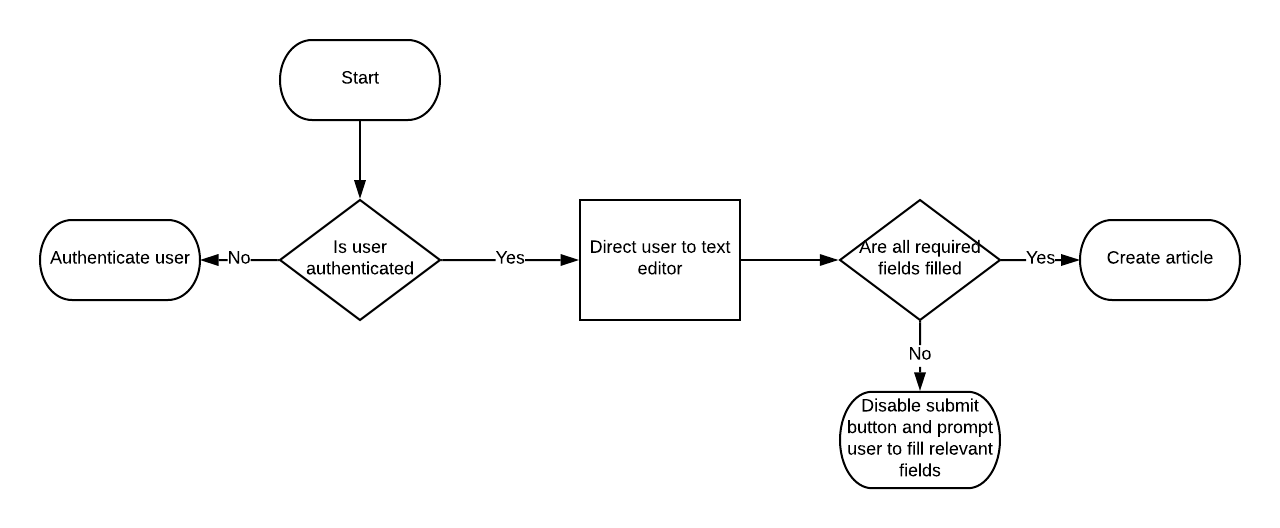 Start
Is user
authenticated
No
Authenticate user
Yes
Direct user to text
editor
Are all required
fields filled
Yes
Create article
No
Disable submit
button and prompt
user to fill relevant
fields